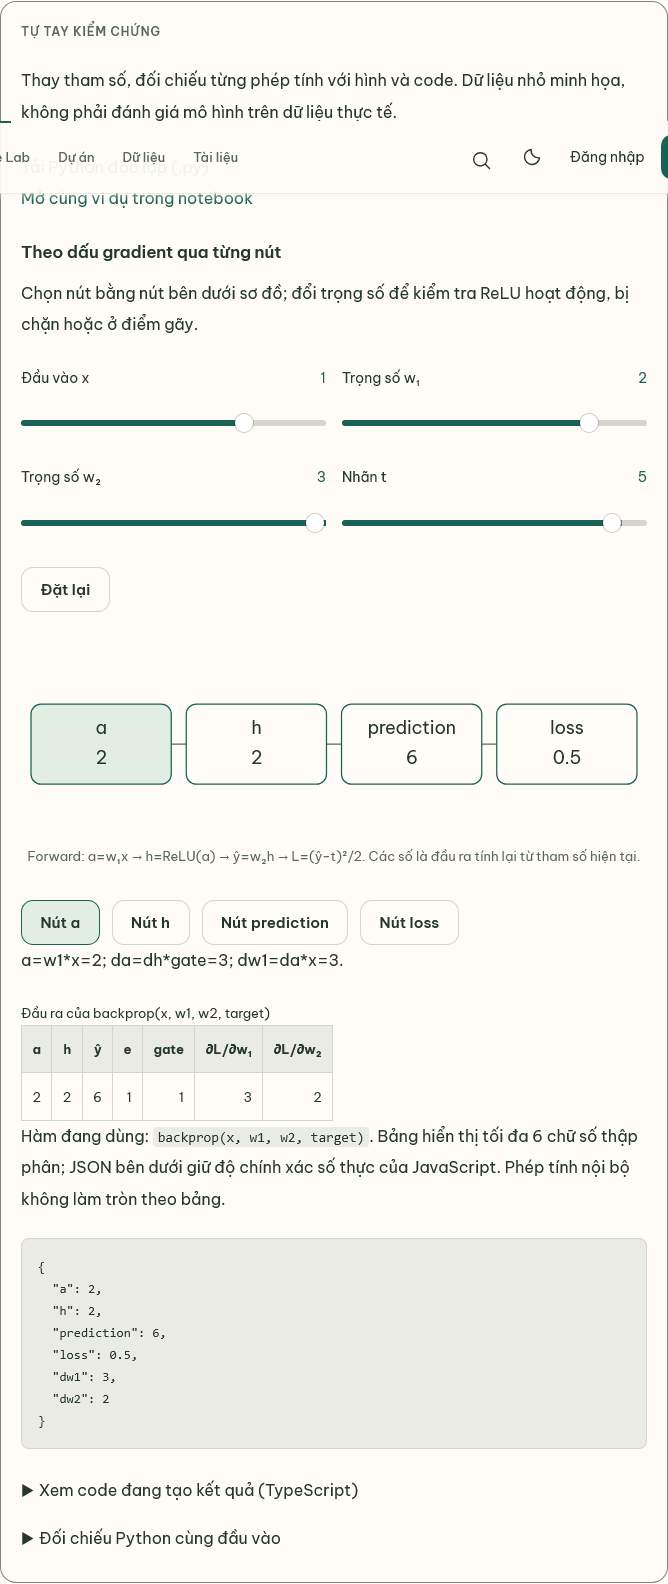 TỰ TAY KIỂM CHỨNG
Thay tham số, đối chiếu từng phép tính với hình và code. Dữ liệu nhỏ minh họa,
không phải đánh giá mô hình trên dữ liệu thực tế.
e Lab Dự án Dữ liệu Tài liệu Đăng nhập
Tải Python độc lập (.py)
Mở cùng ví dụ trong notebook
Theo dấu gradient qua từng nút
Chọn nút bằng nút bên dưới sơ đồ; đổi trọng số để kiểm tra ReLU hoạt động, bị
chặn hoặc ở điểm gãy.
Đầu vào x 1 Trọng số w₁ 2
Trọng số w₂ 3 Nhãn t 5
Đặt lại
a h prediction loss
2 2 6 0.5
Forward: a=w₁x → h=ReLU(a) → ŷ=w₂h → L=(ŷ−t)²/2. Các số là đầu ra tính lại từ tham số hiện tại.
Nút a Nút h Nút prediction Nút loss
a=w1*x=2; da=dh*gate=3; dw1=da*x=3.
Đầu ra của backprop(x, w1, w2, target)
a h ŷ e gate ∂L/∂w₁ ∂L/∂w₂
2 2 6 1 1 3 2
Hàm đang dùng: backprop(x, w1, w2, target). Bảng hiển thị tối đa 6 chữ số thập
phân; JSON bên dưới giữ độ chính xác số thực của JavaScript. Phép tính nội bộ
không làm tròn theo bảng.
{
"a": 2,
"h": 2,
"prediction": 6,
"loss": 0.5,
"dw1": 3,
"dw2": 2
}
▶ Xem code đang tạo kết quả (TypeScript)
▶ Đối chiếu Python cùng đầu vào